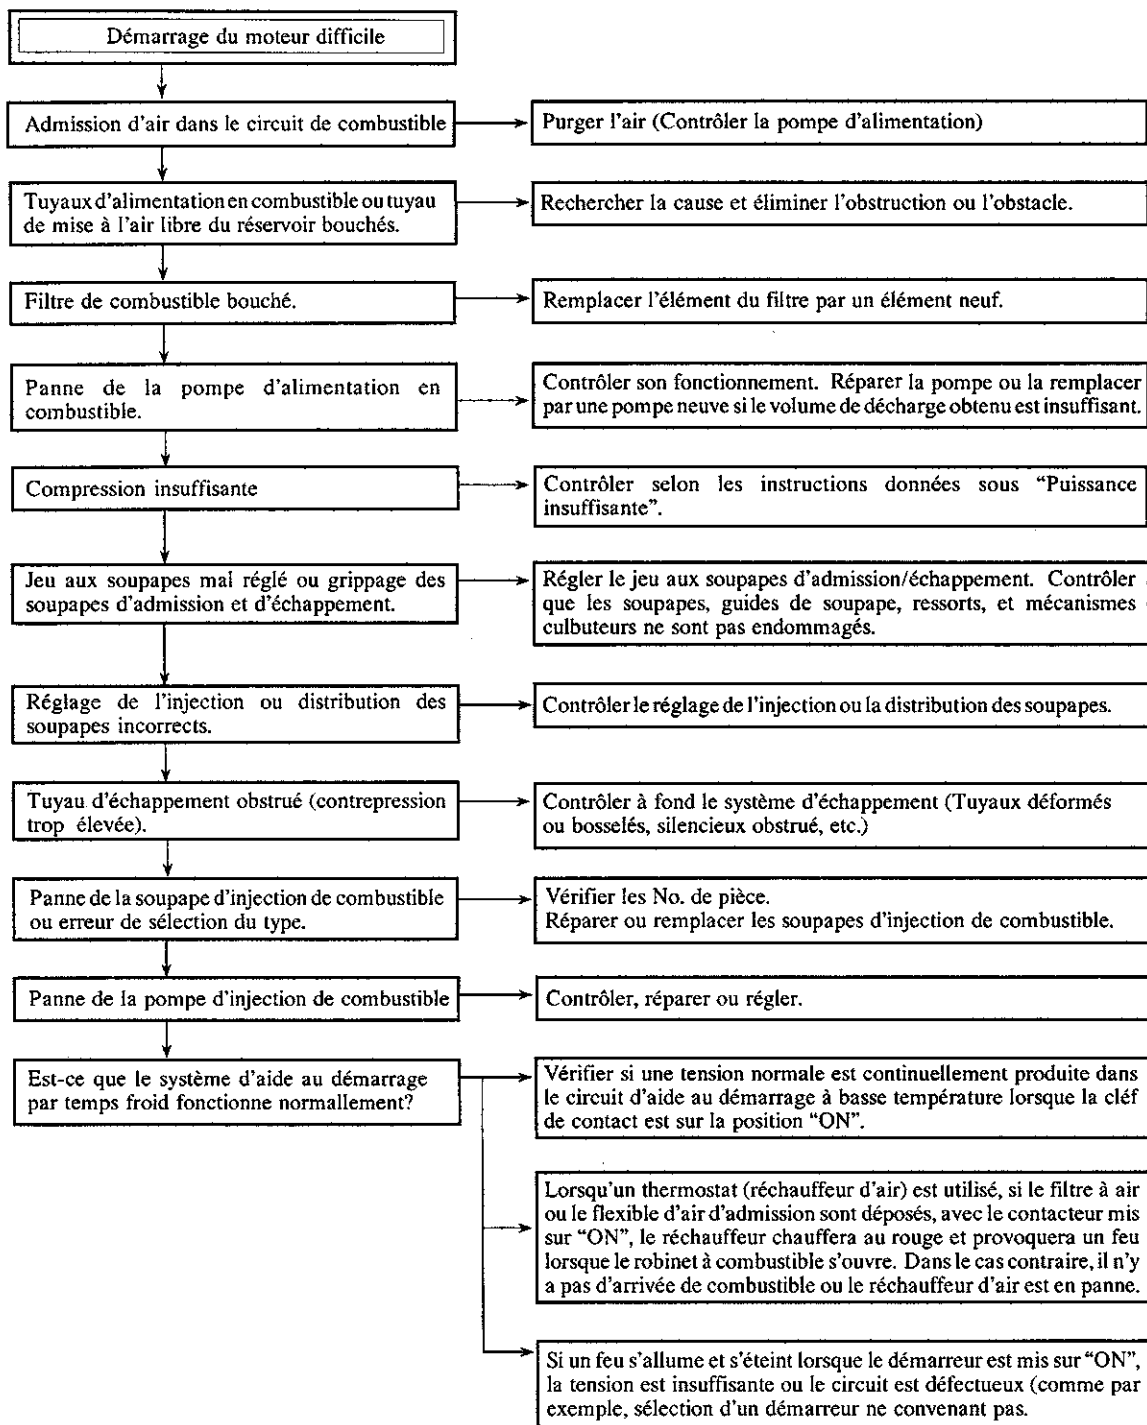 Démarrage du moteur difficile
Admission d'air dans le circuit de combustible
Purger l'air (Contrôler la pompe d'alimentation)
Tuyaux d'alimentation en combustible ou tuyau
de mise à l'air libre du réservoir bouchés.
Rechercher la cause et éliminer l'obstruction ou l'obstacle.
Filtre de combustible bouché.
Remplacer l'élément du filtre par un élément neuf.
Panne de la pompe d'alimentation en
combustible.
Contrôler son fonctionnement. Réparer la pompe ou la remplacer
par une pompe neuve si le volume de décharge obtenu est insuffisant.
Compression insuffisante
Contrôler selon les instructions données sous “Puissance
insuffisante”.
Jeu aux soupapes mal réglé ou grippage des
soupapes d'admission et d'échappement.
Régler le jeu aux soupapes d'admission/échappement. Contrôler
que les soupapes, guides de soupape, ressorts, et mécanismes
culbuteurs ne sont pas endommagés.
Réglage de l'injection ou distribution des
soupapes incorrects.
Contrôler le réglage de l'injection ou la distribution des soupapes.
Tuyau d'échappement obstrué (contrepression
trop élevée).
Contrôler à fond le système d'échappement (Tuyaux déformés
ou bosselés, silencieux obstrué, etc.)
Panne de la soupape d'injection de combustible
ou erreur de sélection du type.
Vérifier les No. de pièce.
Réparer ou remplacer les soupapes d'injection de combustible.
Panne de la pompe d'injection de combustible
Contrôler, réparer ou régler.
Est-ce que le système d'aide au démarrage
par temps froid fonctionne normallement?
Vérifier si une tension normale est continuellement produite dans
le circuit d'aide au démarrage à basse température lorsque la cléf
de contact est sur la position “ON”.
Lorsqu'un thermostat (réchauffeur d'air) est utilisé, si le filtre à air
ou le flexible d'air d'admission sont déposés, avec le contacteur mis
sur “ON”, le réchauffeur chauffera au rouge et provoquera un feu
lorsque le robinet à combustible s'ouvre. Dans le cas contraire, il n'y
a pas d'arrivée de combustible ou le réchauffeur d'air est en panne.
Si un feu s'allume et s'éteint lorsque le démarreur est mis sur “ON”,
la tension est insuffisante ou le circuit est défectueux (comme par
exemple, sélection d'un démarreur ne convenant pas.